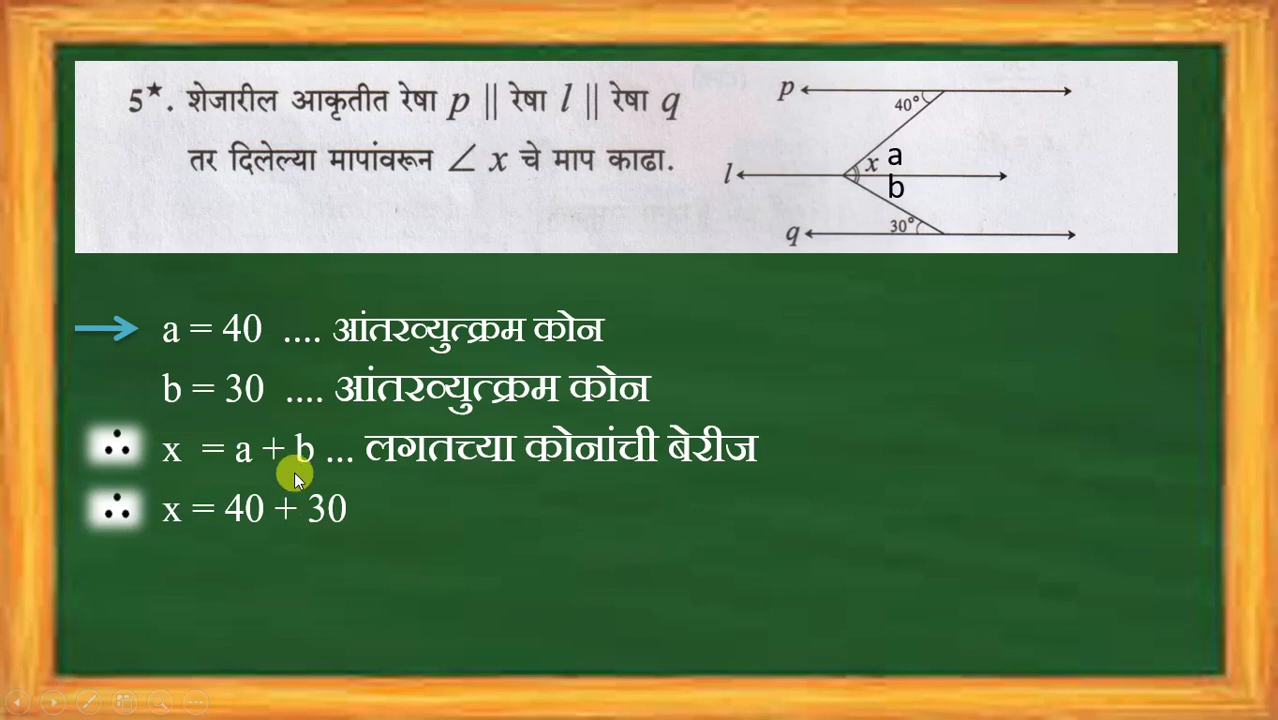 5★. शेजारील आकृतीत रेषा p || रेषा l || रेषा q
तर दिलेल्या मापांवरून ∠ x चे माप काढा.
p
40°
x a
l
b
30°
q
a = 40 .... आंतरव्युत्क्रम कोन
b = 30 .... आंतरव्युत्क्रम कोन
∴ x = a + b ... लगतच्या कोनांची बेरीज
∴ x = 40 + 30